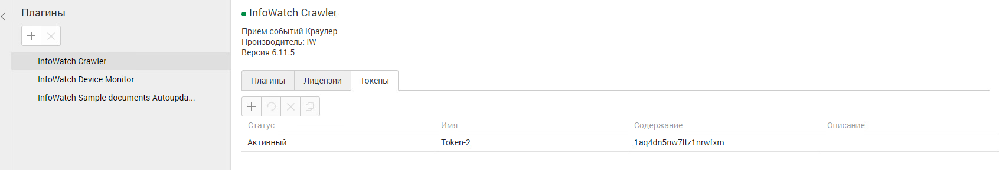 Плагины
InfoWatch Crawler
InfoWatch Device Monitor
InfoWatch Sample documents Autoupda...
InfoWatch Crawler
Прием событий Краулер
Производитель: IW
Версия 6.11.5
Плагины Лицензии Токены
Статус Имя Содержание Описание
Активный Token-2 1aq4dn5nw7ltz1nrwfxm